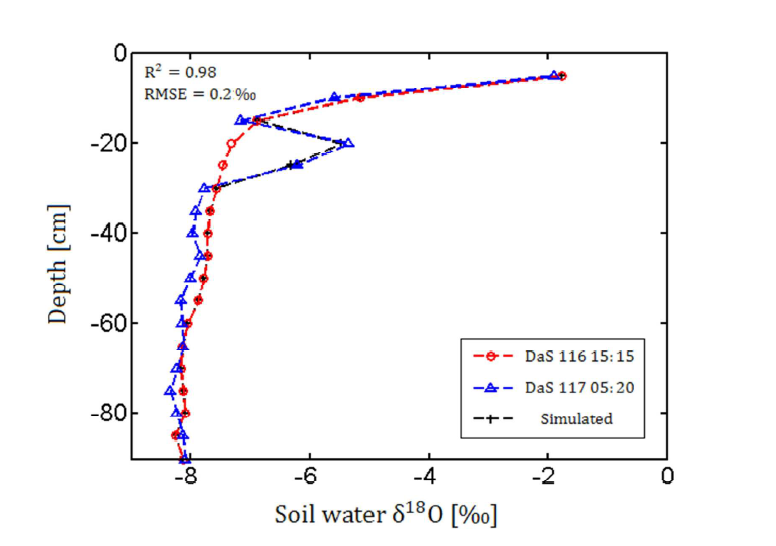 R² = 0.98
RMSE = 0.2 ‰
0
-20
-40
-60
-80
Depth [cm]
DaS 116 15:15
DaS 117 05:20
Simulated
-8 -6 -4 -2 0
Soil water δ¹⁸O [‰]